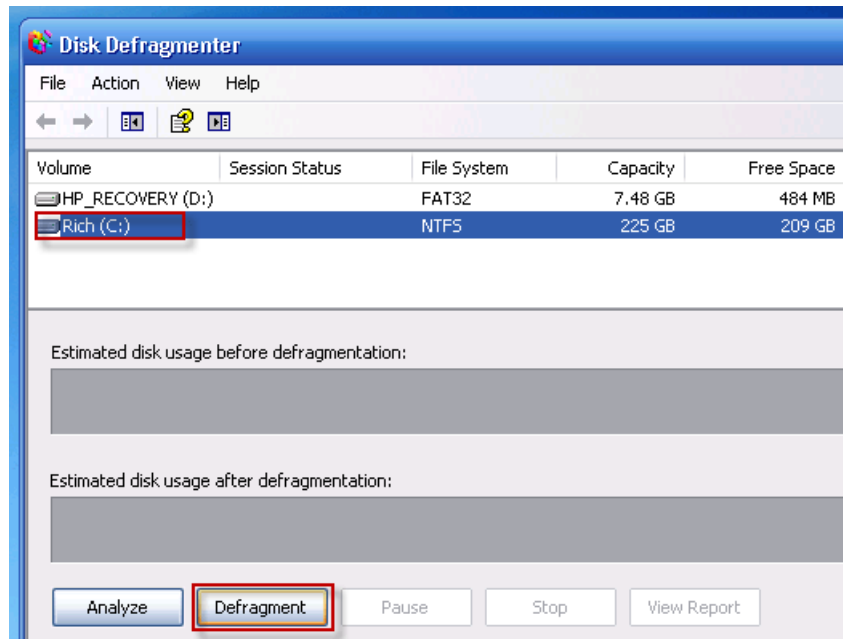 Disk Defragmenter
File Action View Help
Volume Session Status File System Capacity Free Space
HP_RECOVERY (D:) FAT32 7.48 GB 484 MB
Rich (C:) NTFS 225 GB 209 GB
Estimated disk usage before defragmentation:
Estimated disk usage after defragmentation:
Analyze Defragment Pause Stop View Report